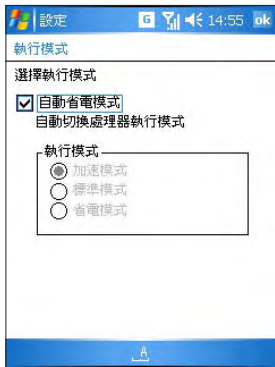 設定 G 14:55 ok
執行模式
選擇執行模式
自動省電模式
自動切換處理器執行模式
執行模式
加速模式
標準模式
省電模式
A